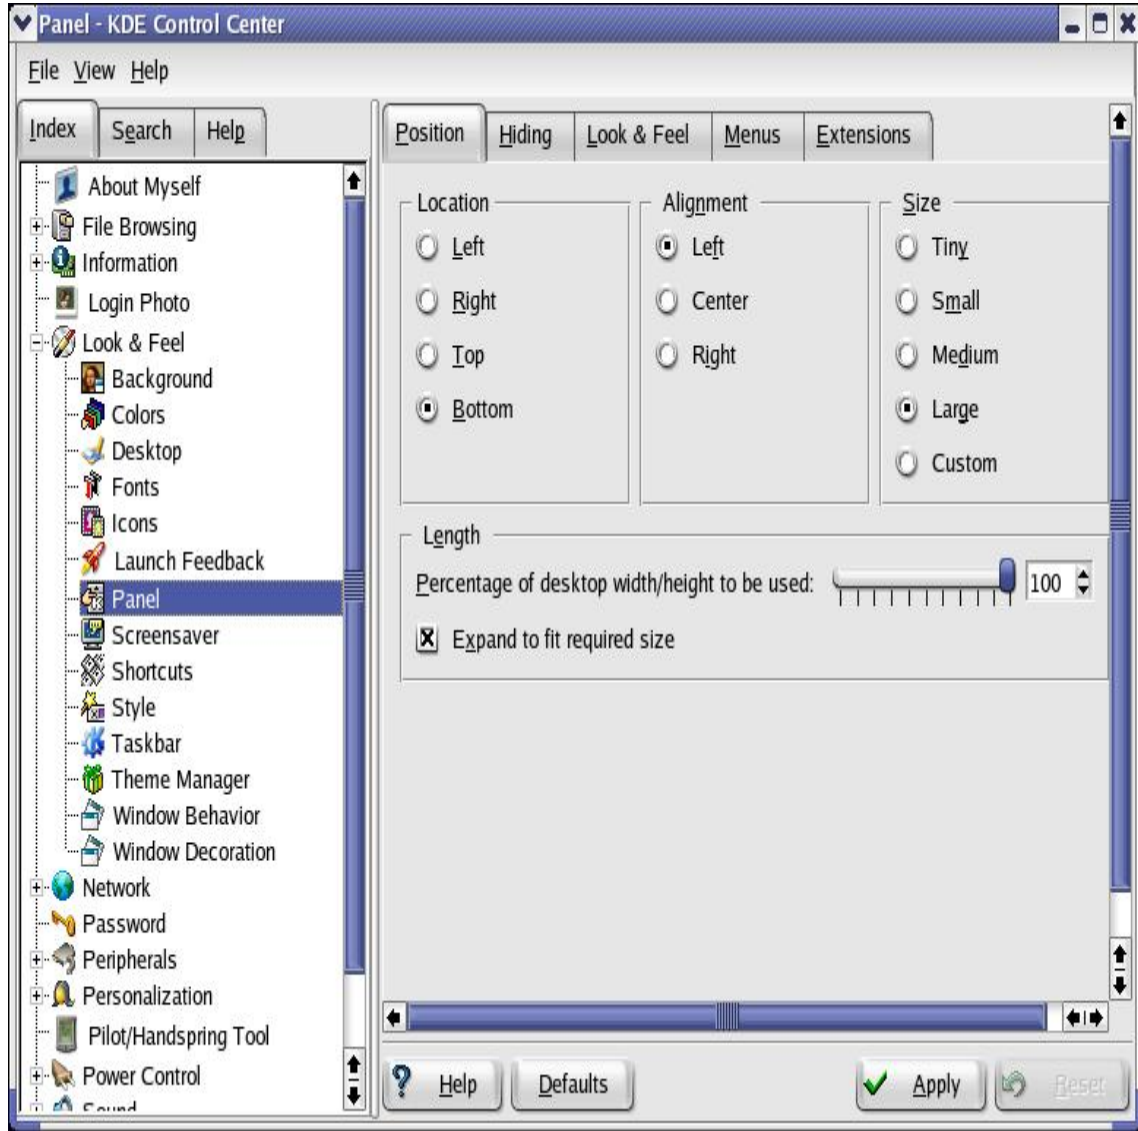 Panel - KDE Control Center
File View Help
Index Search Help
About Myself
File Browsing
Information
Login Photo
Look & Feel
Background
Colors
Desktop
Fonts
Icons
Launch Feedback
Panel
Screensaver
Shortcuts
Style
Taskbar
Theme Manager
Window Behavior
Window Decoration
Network
Password
Peripherals
Personalization
Pilot/Handspring Tool
Power Control
Sound
Position Hiding Look & Feel Menus Extensions
Location
Left
Right
Top
Bottom
Alignment
Left
Center
Right
Size
Tiny
Small
Medium
Large
Custom
Length
Percentage of desktop width/height to be used: 100
Expand to fit required size
Help Defaults Apply Reset